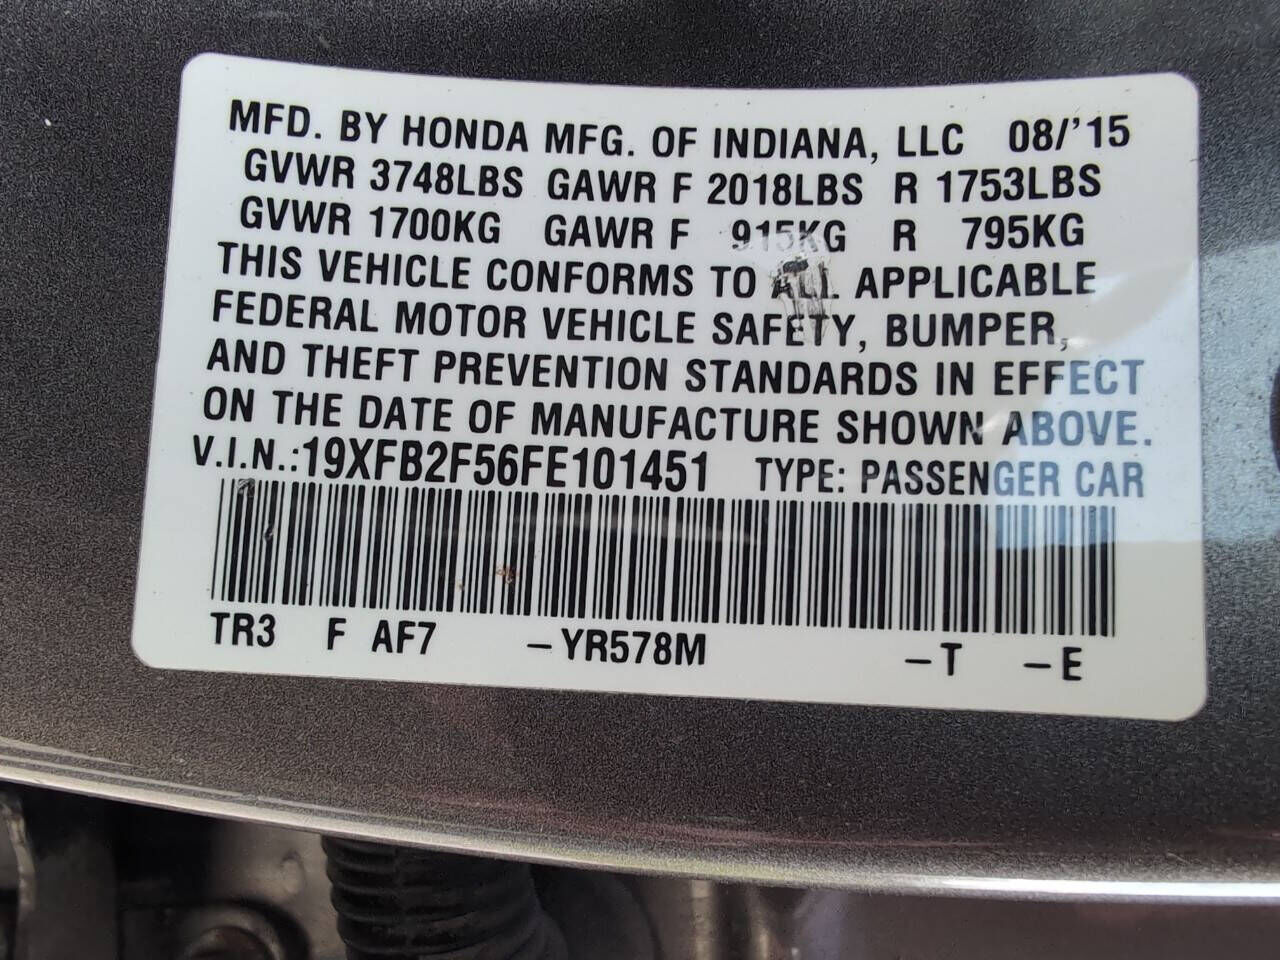 MFD. BY HONDA MFG. OF INDIANA, LLC 08/'15
GVWR 3748LBS GAWR F 2018LBS R 1753LBS
GVWR 1700KG GAWR F 915KG R 795KG
THIS VEHICLE CONFORMS TO ALL APPLICABLE
FEDERAL MOTOR VEHICLE SAFETY, BUMPER,
AND THEFT PREVENTION STANDARDS IN EFFECT
ON THE DATE OF MANUFACTURE SHOWN ABOVE.
V.I.N.:19XFB2F56FE101451 TYPE: PASSENGER CAR
TR3 F AF7 –YR578M –T –E